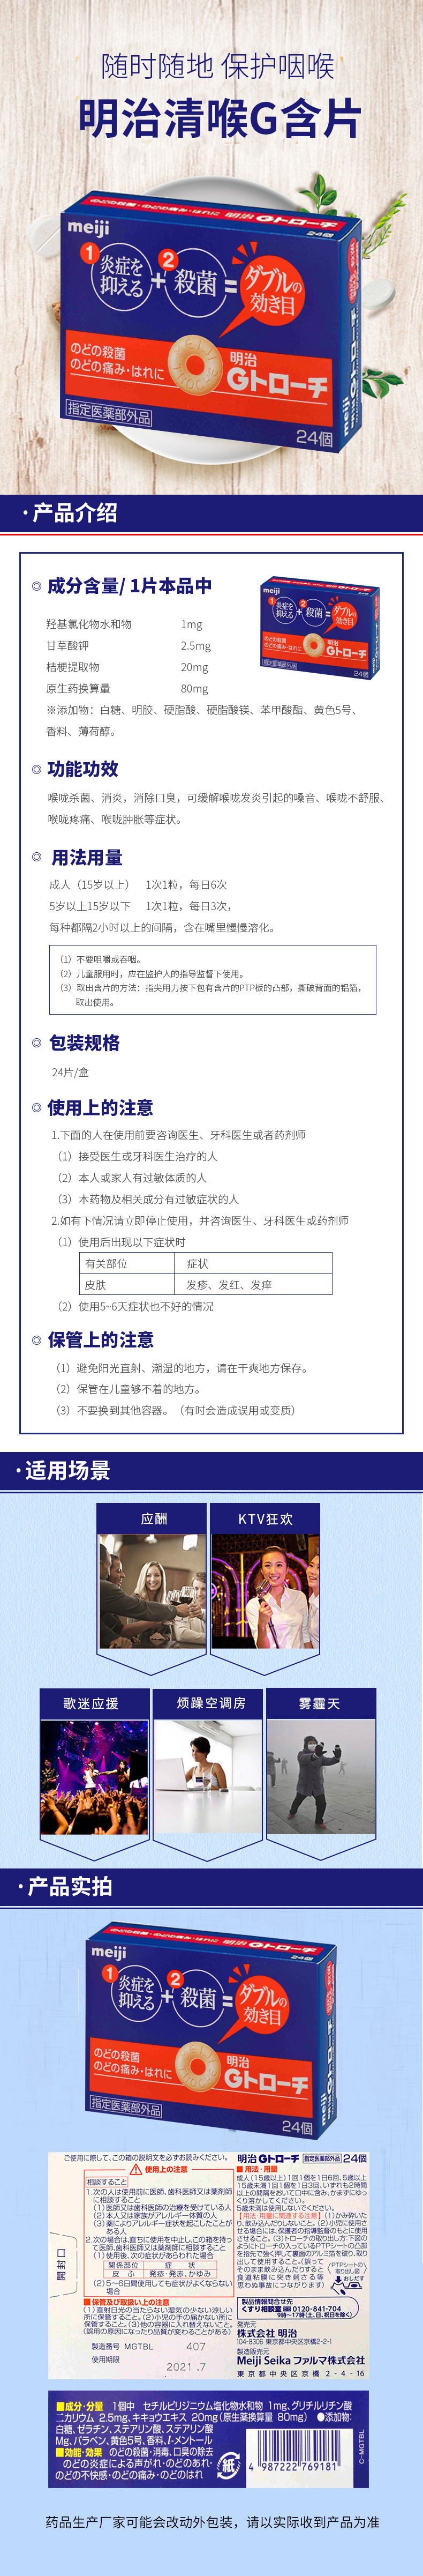 随时随地 保护咽喉
明治清喉G含片
のどの殺菌・のどの痛み・はれに 明治Gトローチ
24個
meiji
1 炎症を抑える + 2 殺菌 = ダブルの効き目
のどの殺菌
のどの痛み・はれに
明治
Gトローチ
指定医薬部外品
24個
·产品介绍
◎ 成分含量/ 1片本品中
羟基氯化物水和物 1mg
甘草酸钾 2.5mg
桔梗提取物 20mg
原生药换算量 80mg
※添加物：白糖、明胶、硬脂酸、硬脂酸镁、苯甲酸酯、黄色5号、
香料、薄荷醇。
◎ 功能功效
喉咙杀菌、消炎，消除口臭，可缓解喉咙发炎引起的嗓音、喉咙不舒服、
喉咙疼痛、喉咙肿胀等症状。
◎ 用法用量
成人（15岁以上） 1次1粒，每日6次
5岁以上15岁以下 1次1粒，每日3次，
每种都隔2小时以上的间隔，含在嘴里慢慢溶化。
（1）不要咀嚼或吞咽。
（2）儿童服用时，应在监护人的指导监督下使用。
（3）取出含片的方法：指尖用力按下包有含片的PTP板的凸部，撕破背面的铝箔，
取出使用。
◎ 包装规格
24片/盒
◎ 使用上的注意
1.下面的人在使用前要咨询医生、牙科医生或者药剂师
（1）接受医生或牙科医生治疗的人
（2）本人或家人有过敏体质的人
（3）本药物及相关成分有过敏症状的人
2.如有下情况请立即停止使用，并咨询医生、牙科医生或药剂师
（1）使用后出现以下症状时
有关部位 症状
皮肤 发疹、发红、发痒
（2）使用5~6天症状也不好的情况
◎ 保管上的注意
（1）避免阳光直射、潮湿的地方，请在干爽地方保存。
（2）保管在儿童够不着的地方。
（3）不要换到其他容器。（有时会造成误用或变质）
·适用场景
应酬
KTV狂欢
歌迷应援
烦躁空调房
雾霾天
·产品实拍
meiji
1 炎症を抑える + 2 殺菌 = ダブルの効き目
のどの殺菌
のどの痛み・はれに
明治
Gトローチ
指定医薬部外品
24個
ご使用に際して、この箱の説明文を必ずお読みください。
使用上の注意
相談すること
1.次の人は使用前に医師、歯科医師又は薬剤師
に相談すること
(1)医師又は歯科医師の治療を受けている人
(2)本人又は家族がアレルギー体質の人
(3)薬によりアレルギー症状を起こしたことが
ある人
2.次の場合は、直ちに使用を中止し、この箱を持っ
て医師、歯科医師又は薬剤師に相談すること
(1)使用後、次の症状があらわれた場合
関係部位 症 状
皮 ふ 発疹・発赤、かゆみ
(2)5～6日間使用しても症状がよくならない
場合
■保管及び取扱い上の注意
(1)直射日光の当たらない湿気の少ない涼しい
所に保管すること。(2)小児の手の届かない所に
保管すること。(3)他の容器に入れ替えないこと。
(誤用の原因になったり品質が変わることがある)
製造番号 MGTBL 407
使用期限
2021.7
開封口
明治Gトローチ 指定医薬部外品 24個
■用法・用量
成人(15歳以上)1回1個を1日6回、5歳以上
15歳未満1回1個を1日3回、いずれも2時間
以上の間隔をおいて口中に含み、かまずにゆっ
くり溶かしてください。
5歳未満は使用しないでください。
【用法・用量に関連する注意】(1)かみ砕いた
り、飲み込んだりしないこと。(2)小児に使用さ
せる場合には、保護者の指導監督のもとに使用
させること。(3)トローチの取り出し方:下図の
ようにトローチの入っているPTPシートの凸部
を指先で強く押して裏面のアルミ箔を破り、取り
出して使用すること。(誤って
そのまま飲み込んだりすると
食道粘膜に突き刺さる等
思わぬ事故につながります)
PTPシートの
取り出し図
おしだす
製品情報問合せ先
くすり相談室 0120-841-704
9時～17時(土、日、祝日を除く)
発売元
株式会社 明治
104-8306 東京都中央区京橋2-2-1
製造販売元
Meiji Seika ファルマ株式会社
東京都中央区京橋 2-4-16
■成分・分量 1個中 セチルピリジニウム塩化物水和物 1mg、グリチルリチン酸
二カリウム 2.5mg、キキョウエキス 20mg(原生薬換算量 80mg) ●添加物:
白糖、ゼラチン、ステアリン酸、ステアリン酸
Mg、パラベン、黄色5号、香料、l-メントール
■効能・効果 のどの殺菌・消毒、口臭の除去
のどの炎症による声がれ・のどのあれ・
のどの不快感・のどの痛み・のどのはれ
紙
4 987222 769181
C-MGTBL
药品生产厂家可能会改动外包装，请以实际收到产品为准